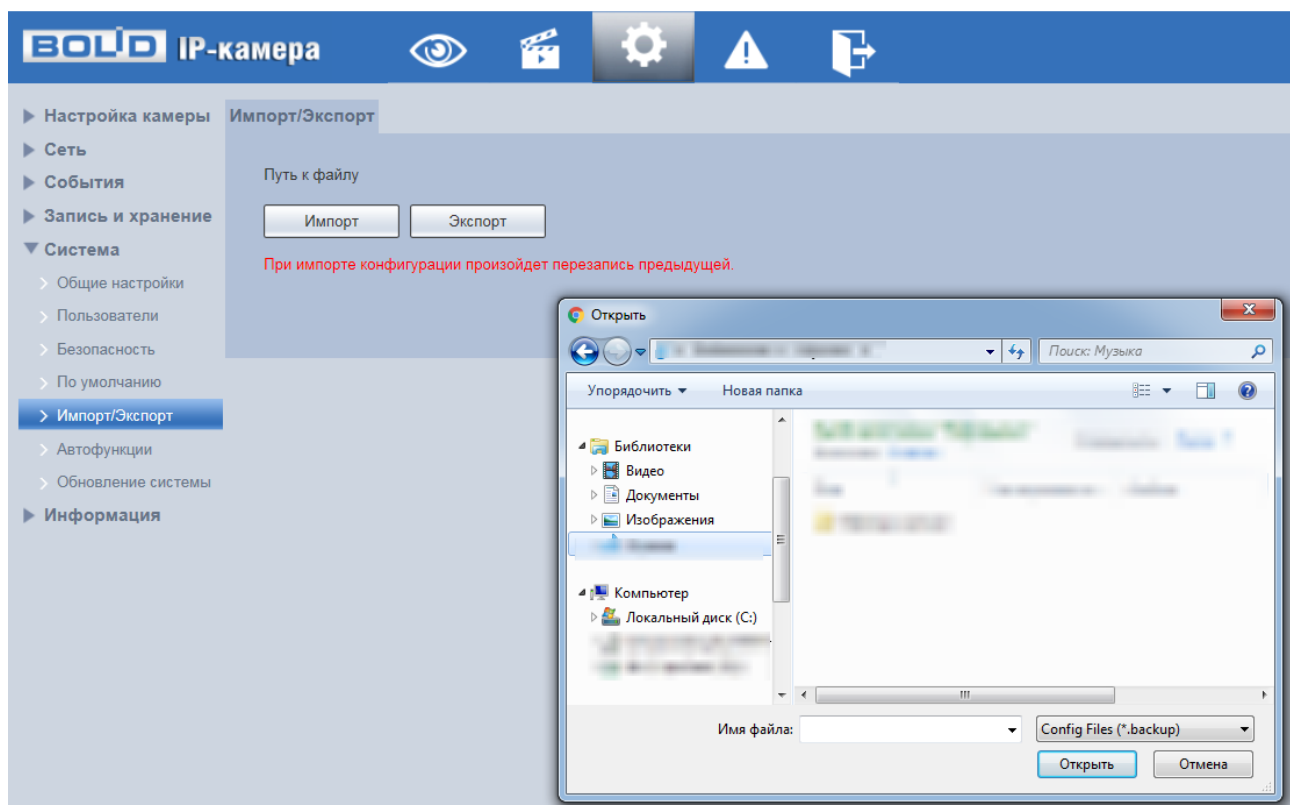 BOLID IP-камера
Настройка камеры
Сеть
События
Запись и хранение
Система
Общие настройки
Пользователи
Безопасность
По умолчанию
Импорт/Экспорт
Автофункции
Обновление системы
Информация
Импорт/Экспорт
Путь к файлу
Импорт Экспорт
При импорте конфигурации произойдет перезапись предыдущей.
Открыть
Поиск: Музыка
Упорядочить Новая папка
Библиотеки
Видео
Документы
Изображения
Компьютер
Локальный диск (C:)
Имя файла:
Config Files (*.backup)
Открыть Отмена